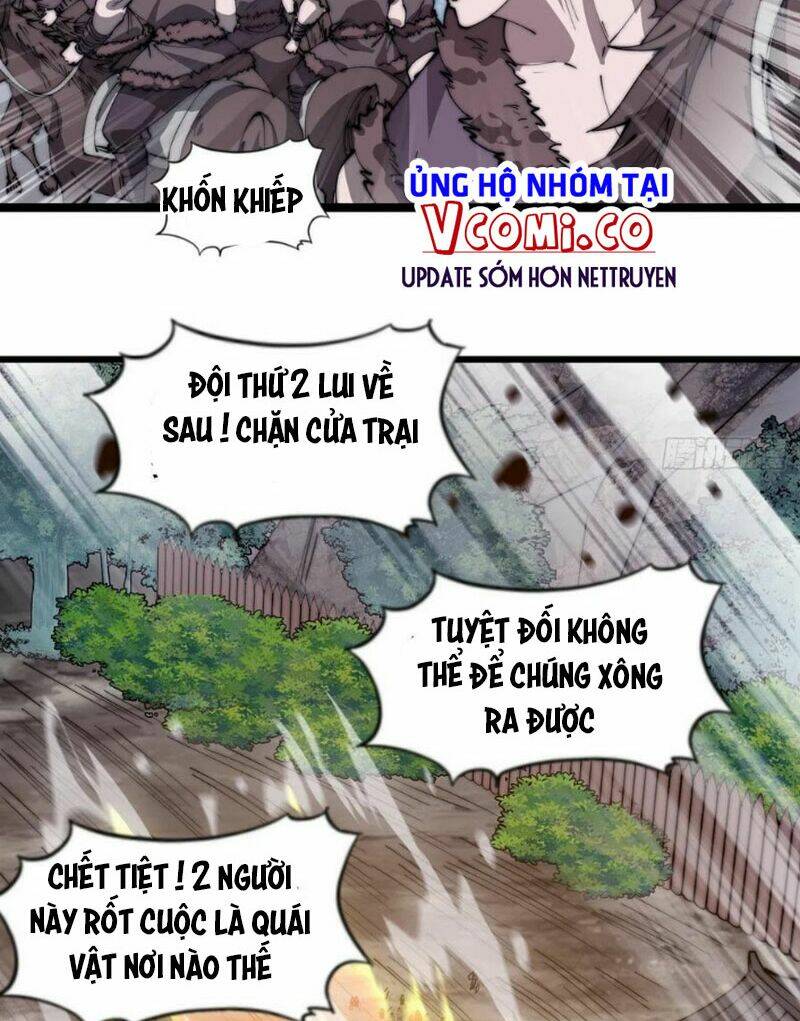 KHỐN KHIẾP
ỦNG HỘ NHÓM TẠI
VCOMI.CO
UPDATE SỚM HƠN NETTRUYEN
ĐỘI THỨ 2 LUI VỀ
SAU! CHẶN CỬA TRẠI
TUYỆT ĐỐI KHÔNG
THỂ ĐỂ CHÚNG XÔNG
RA ĐƯỢC
CHẾT TIỆT! 2 NGƯỜI
NÀY RỐT CUỘC LÀ QUÁI
VẬT NƠI NÀO THẾ